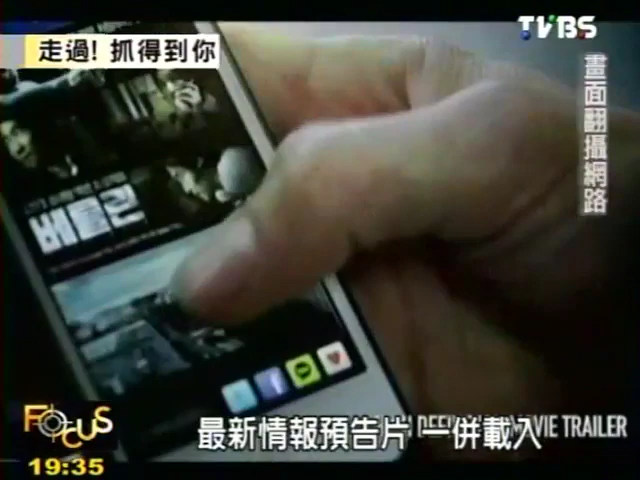 TVBS
走過! 抓得到你
畫面翻攝網路
베를린
FOCUS
最新情報預告片 一併載入
MOVIE TRAILER
19:35